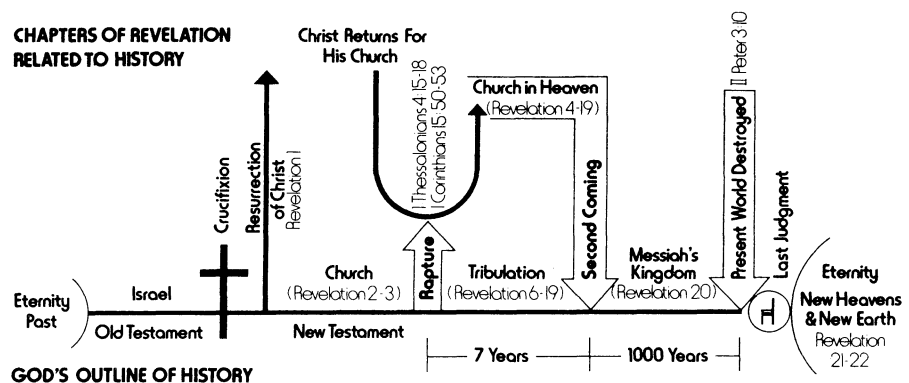 CHAPTERS OF REVELATION
RELATED TO HISTORY
Christ Returns For
His Church
I Thessalonians 4:15-18
I Corinthians 15:50-53
Church in Heaven
(Revelation 4-19)
II Peter 3:10
Crucifixion
Resurrection
of Christ
Revelation 1
Rapture
Second Coming
Present World Destroyed
Last Judgment
Eternity
Past
Israel
Old Testament
Church
(Revelation 2-3)
New Testament
Tribulation
(Revelation 6-19)
Messiah's
Kingdom
(Revelation 20)
Eternity
New Heavens
& New Earth
Revelation
21-22
7 Years
1000 Years
GOD'S OUTLINE OF HISTORY